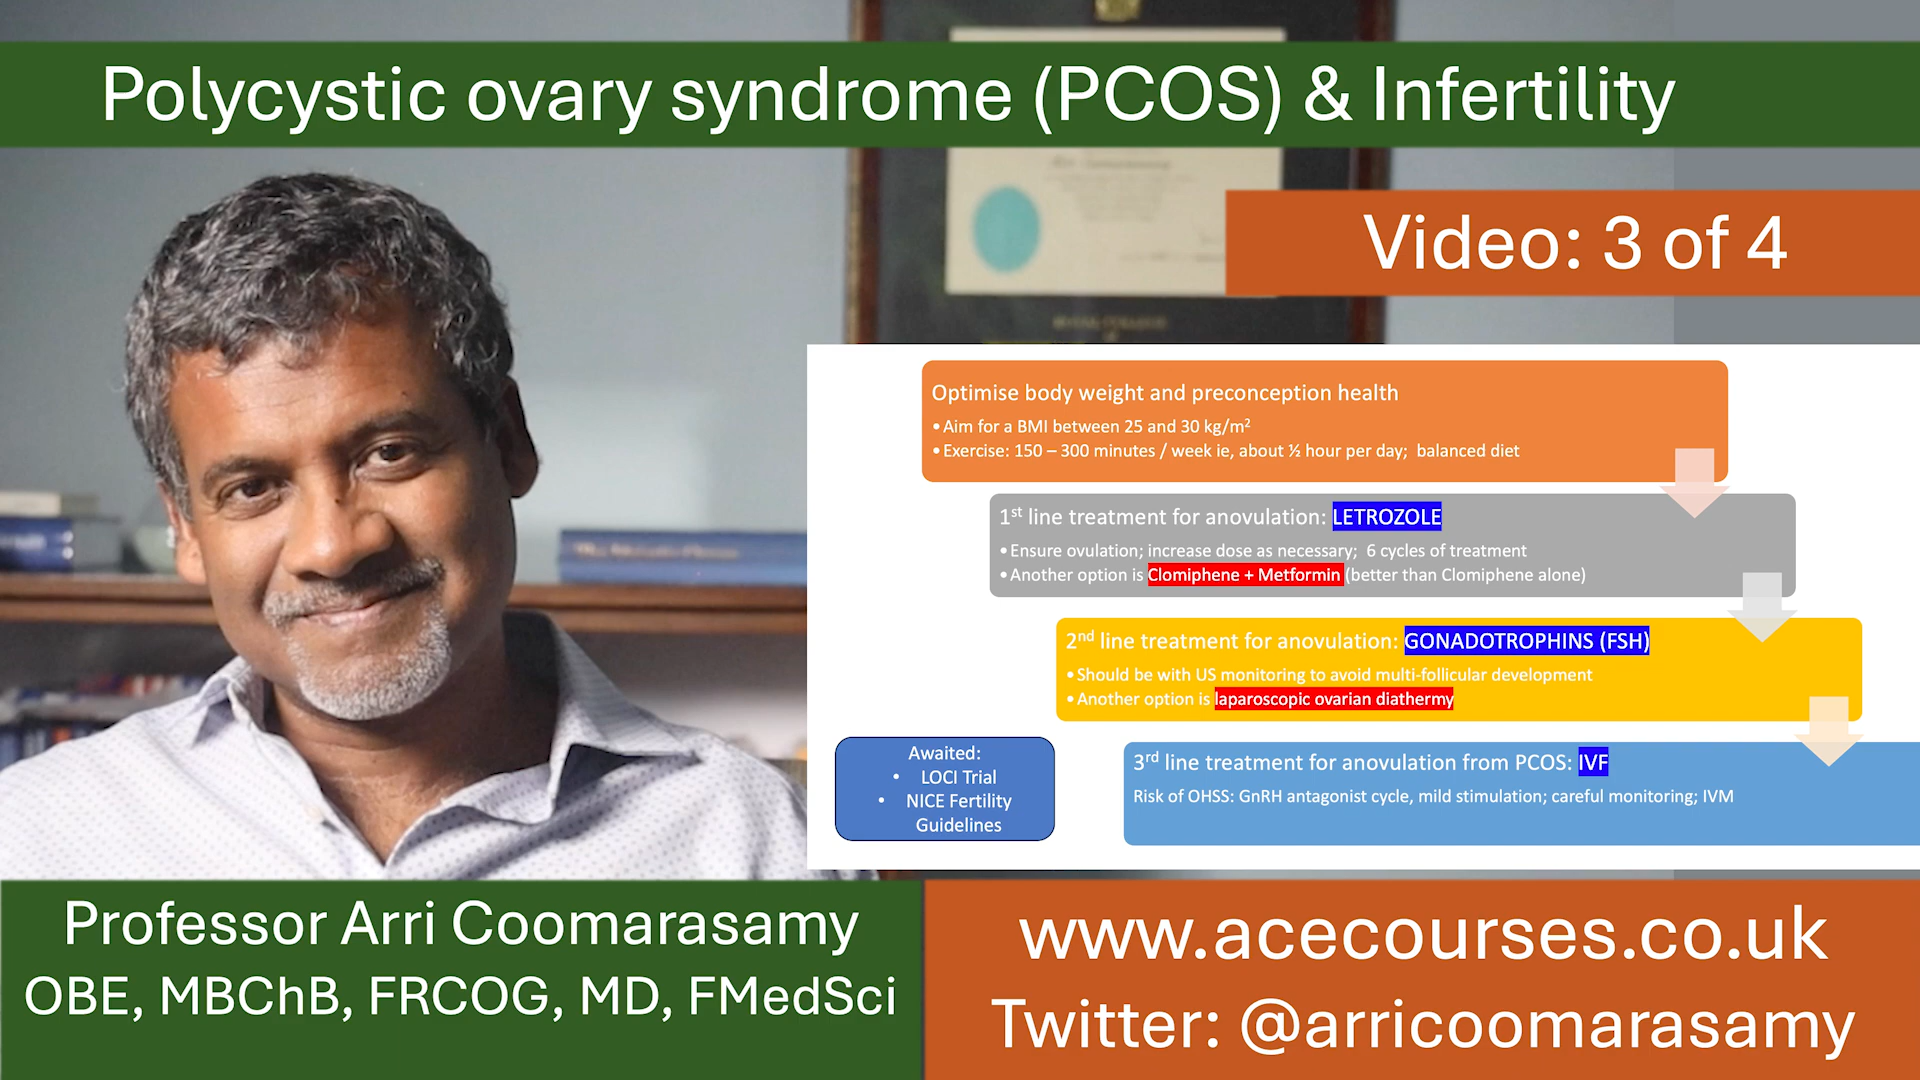 Polycystic ovary syndrome (PCOS) & Infertility
Video: 3 of 4
Optimise body weight and preconception health
• Aim for a BMI between 25 and 30 kg/m²
• Exercise: 150 – 300 minutes / week ie, about ½ hour per day; balanced diet
1st line treatment for anovulation: LETROZOLE
• Ensure ovulation; increase dose as necessary; 6 cycles of treatment
• Another option is Clomiphene + Metformin (better than Clomiphene alone)
2nd line treatment for anovulation: GONADOTROPHINS (FSH)
• Should be with US monitoring to avoid multi-follicular development
• Another option is laparoscopic ovarian diathermy
Awaited:
• LOCI Trial
• NICE Fertility
Guidelines
3rd line treatment for anovulation from PCOS: IVF
Risk of OHSS: GnRH antagonist cycle, mild stimulation; careful monitoring; IVM
Professor Arri Coomarasamy
OBE, MBChB, FRCOG, MD, FMedSci
www.acecourses.co.uk
Twitter: @arricoomarasamy